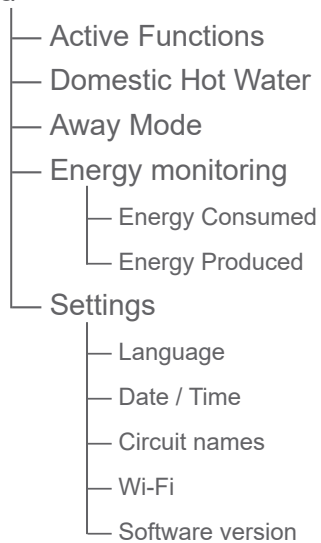 Active Functions
Domestic Hot Water
Away Mode
Energy monitoring
Energy Consumed
Energy Produced
Settings
Language
Date / Time
Circuit names
Wi-Fi
Software version